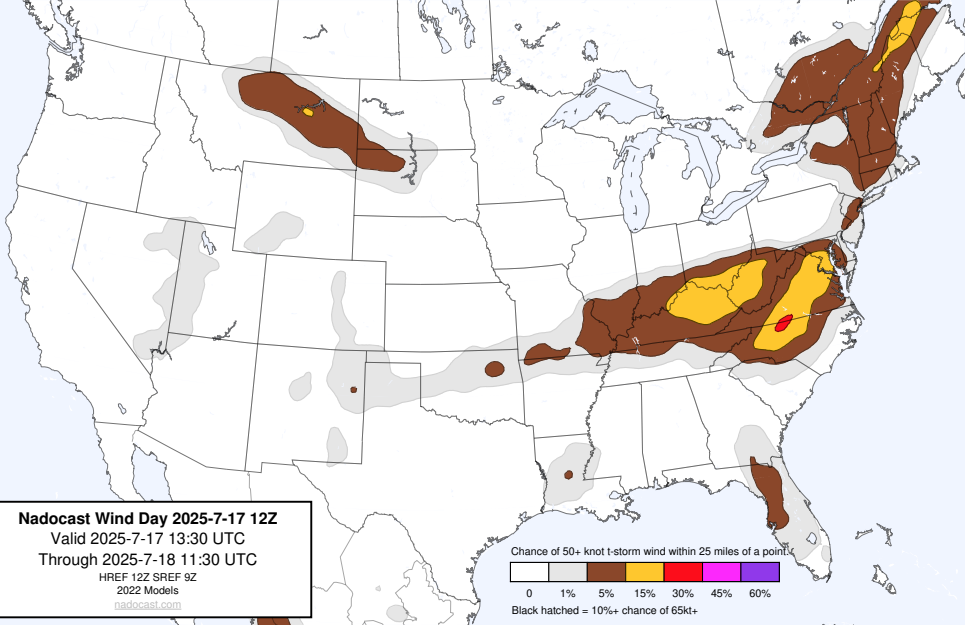 Nadocast Wind Day 2025-7-17 12Z
Valid 2025-7-17 13:30 UTC
Through 2025-7-18 11:30 UTC
HREF 12Z SREF 9Z
2022 Models
nadocast.com
Chance of 50+ knot t-storm wind within 25 miles of a point.
0 1% 5% 15% 30% 45% 60%
Black hatched = 10%+ chance of 65kt+